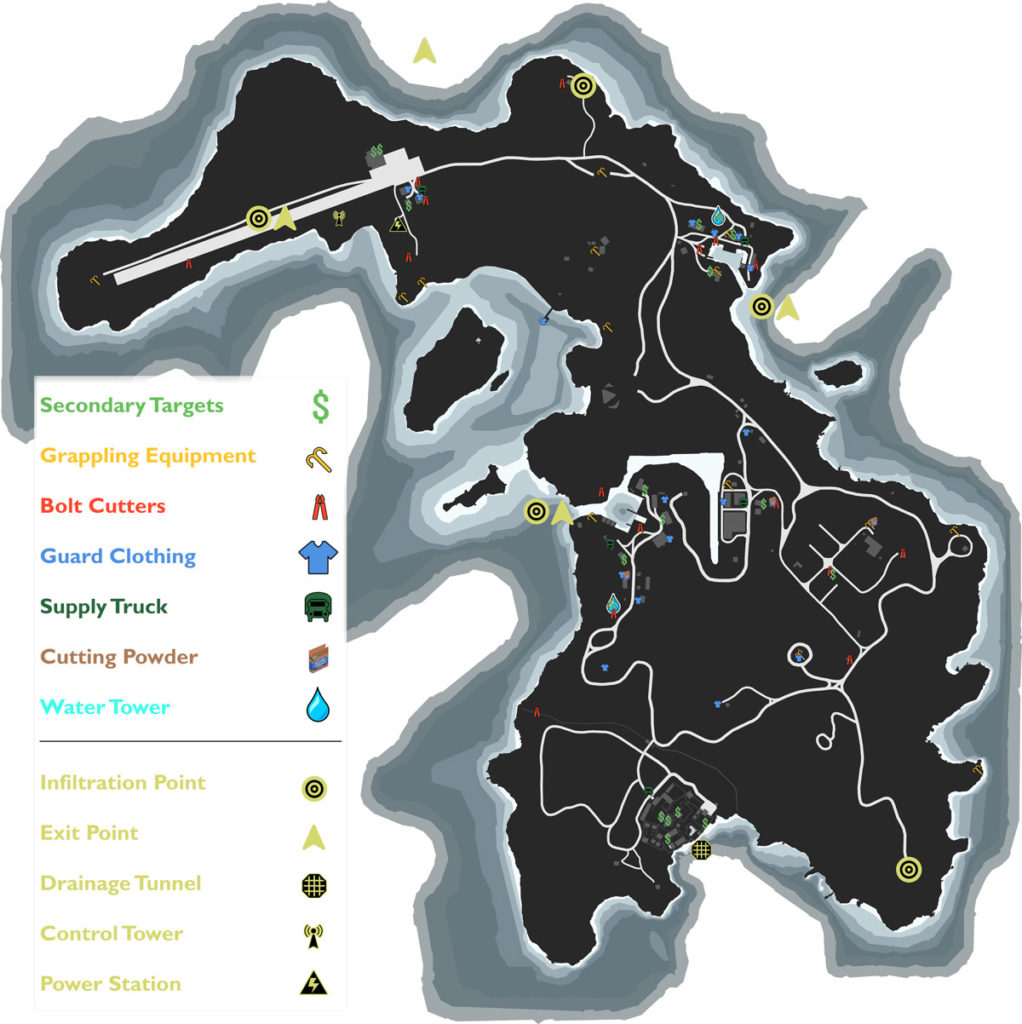 Secondary Targets
Grappling Equipment
Bolt Cutters
Guard Clothing
Supply Truck
Cutting Powder
Water Tower
Infiltration Point
Exit Point
Drainage Tunnel
Control Tower
Power Station